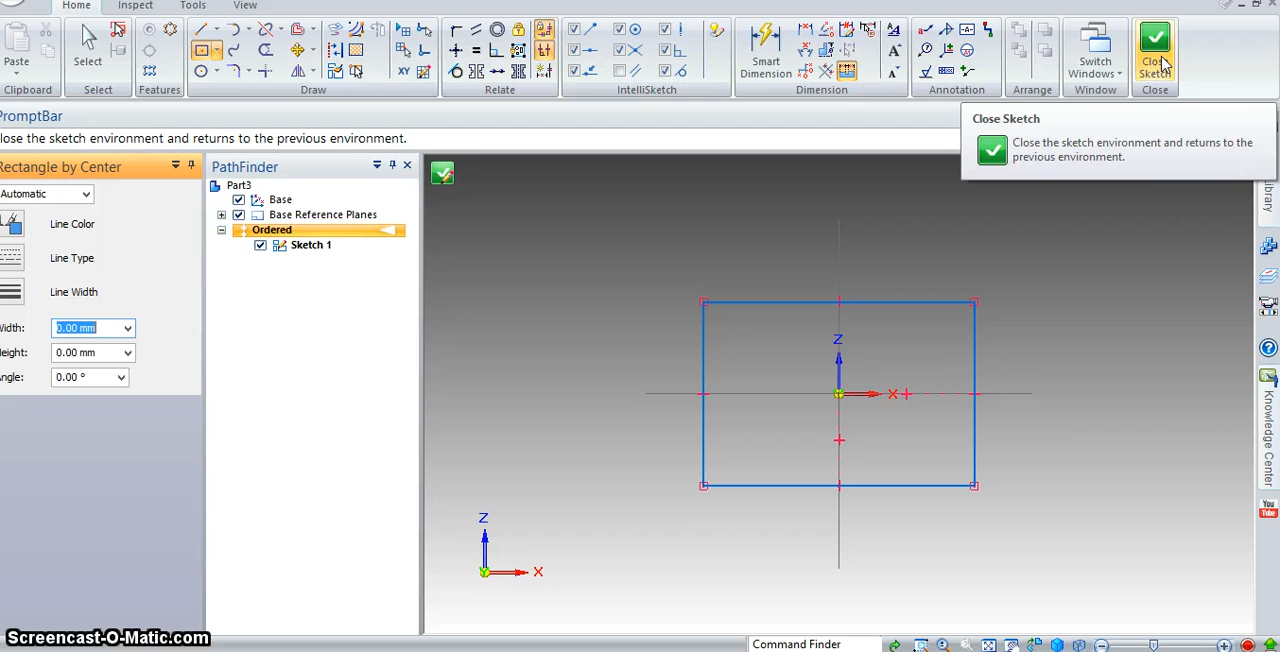 Home Inspect Tools View
Paste
Clipboard
Select
Select
Features
Draw
Relate
IntelliSketch
Smart
Dimension
Dimension
Annotation
Arrange
Switch
Windows
Window
Close
Sketch
Close
PromptBar
Close Sketch
lose the sketch environment and returns to the previous environment.
Close the sketch environment and returns to the
previous environment.
Rectangle by Center
PathFinder
Automatic
Part3
Base
Line Color
Base Reference Planes
Ordered
Sketch 1
Line Type
Line Width
Width: 0.00 mm
Height: 0.00 mm
Angle: 0.00 °
Z
X
Z
X
Library
Knowledge Center
You
Tube
Screencast-O-Matic.com
Command Finder